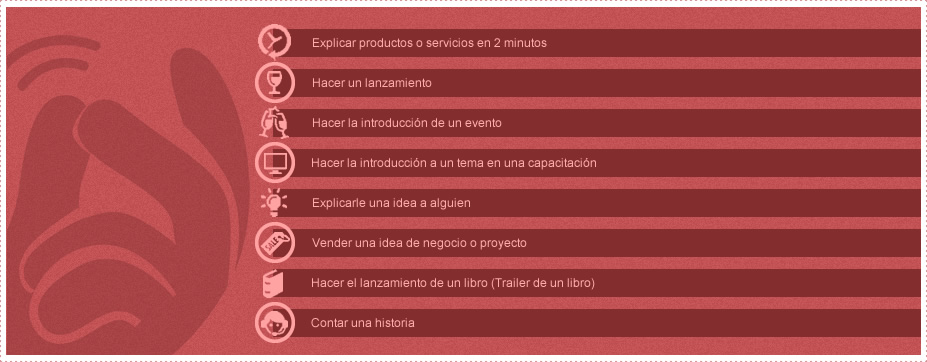 Explicar productos o servicios en 2 minutos
Hacer un lanzamiento
Hacer la introducción de un evento
Hacer la introducción a un tema en una capacitación
Explicarle una idea a alguien
SALE
Vender una idea de negocio o proyecto
Hacer el lanzamiento de un libro (Trailer de un libro)
Contar una historia